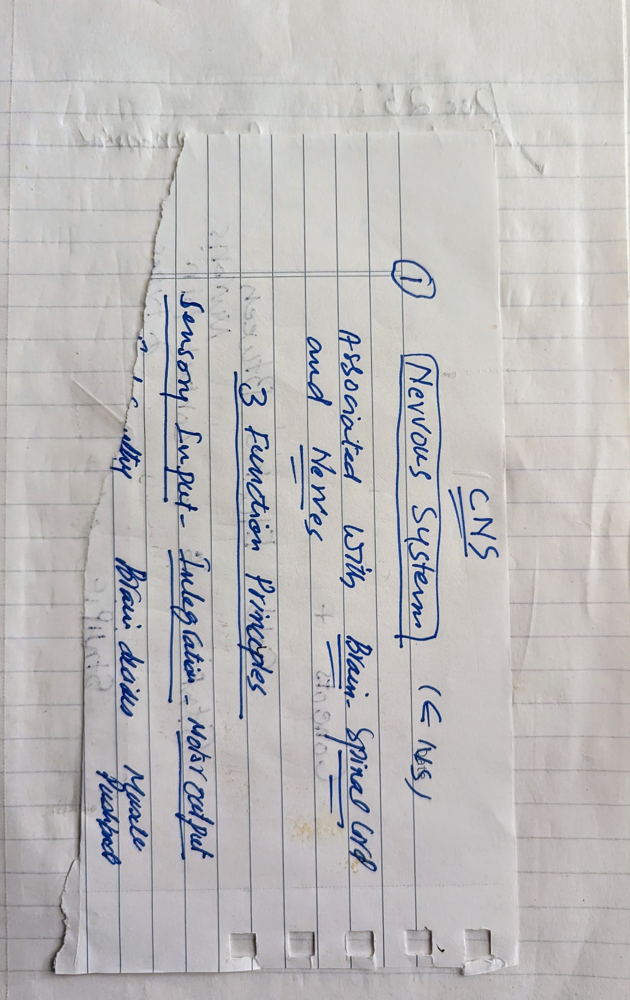 CNS
① Nervous System (CNS)
Associated with Brain - Spinal Cord
and Nerves
3 Function Principles
Sensory Input - Integration - Motor output
Brain decides Muscle